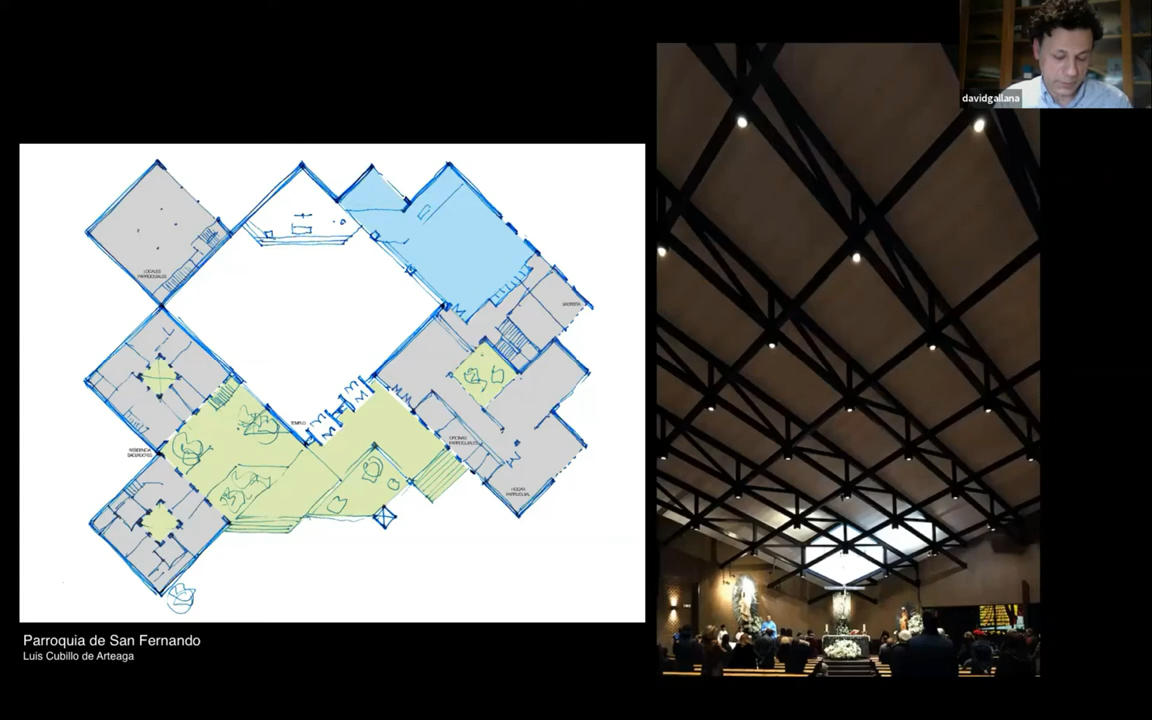 davidgallana
LOCALES
PARROQUIALES
SACRISTIA
TEMPLO
OFICINAS
PARROQUIALES
RESIDENCIA
SACERDOTES
HOGAR
PARROQUIAL
Parroquia de San Fernando
Luis Cubillo de Arteaga